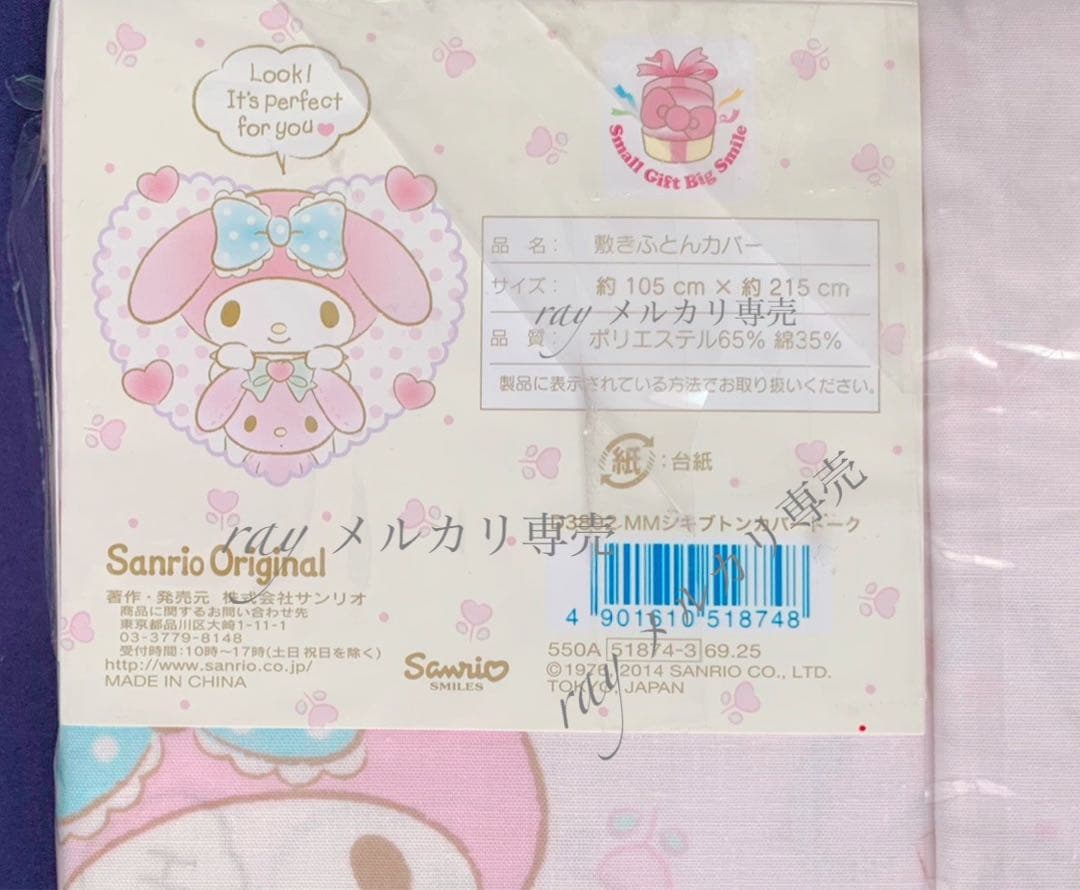 Look!
It's perfect
for you
Small Gift Big Smile
品 名： 敷きふとんカバー
サイズ： 約 105 cm × 約 215 cm
ray メルカリ専売
品 質： ポリエステル65% 綿35%
製品に表示されている方法でお取り扱いください。
紙：台紙
MMシキブトンカバートーク
ray メルカリ専売
ray メルカリ専売
Sanrio Original
著作・発売元 株式会社サンリオ
商品に関するお問い合わせ先
東京都品川区大崎1-11-1
03-3779-8148
受付時間:10時〜17時(土日祝日を除く)
http://www.sanrio.co.jp/
MADE IN CHINA
Sanrio
SMILES
4 901610 518748
550A 51874-3 69.25
©1976, 2014 SANRIO CO., LTD.
TOKYO, JAPAN